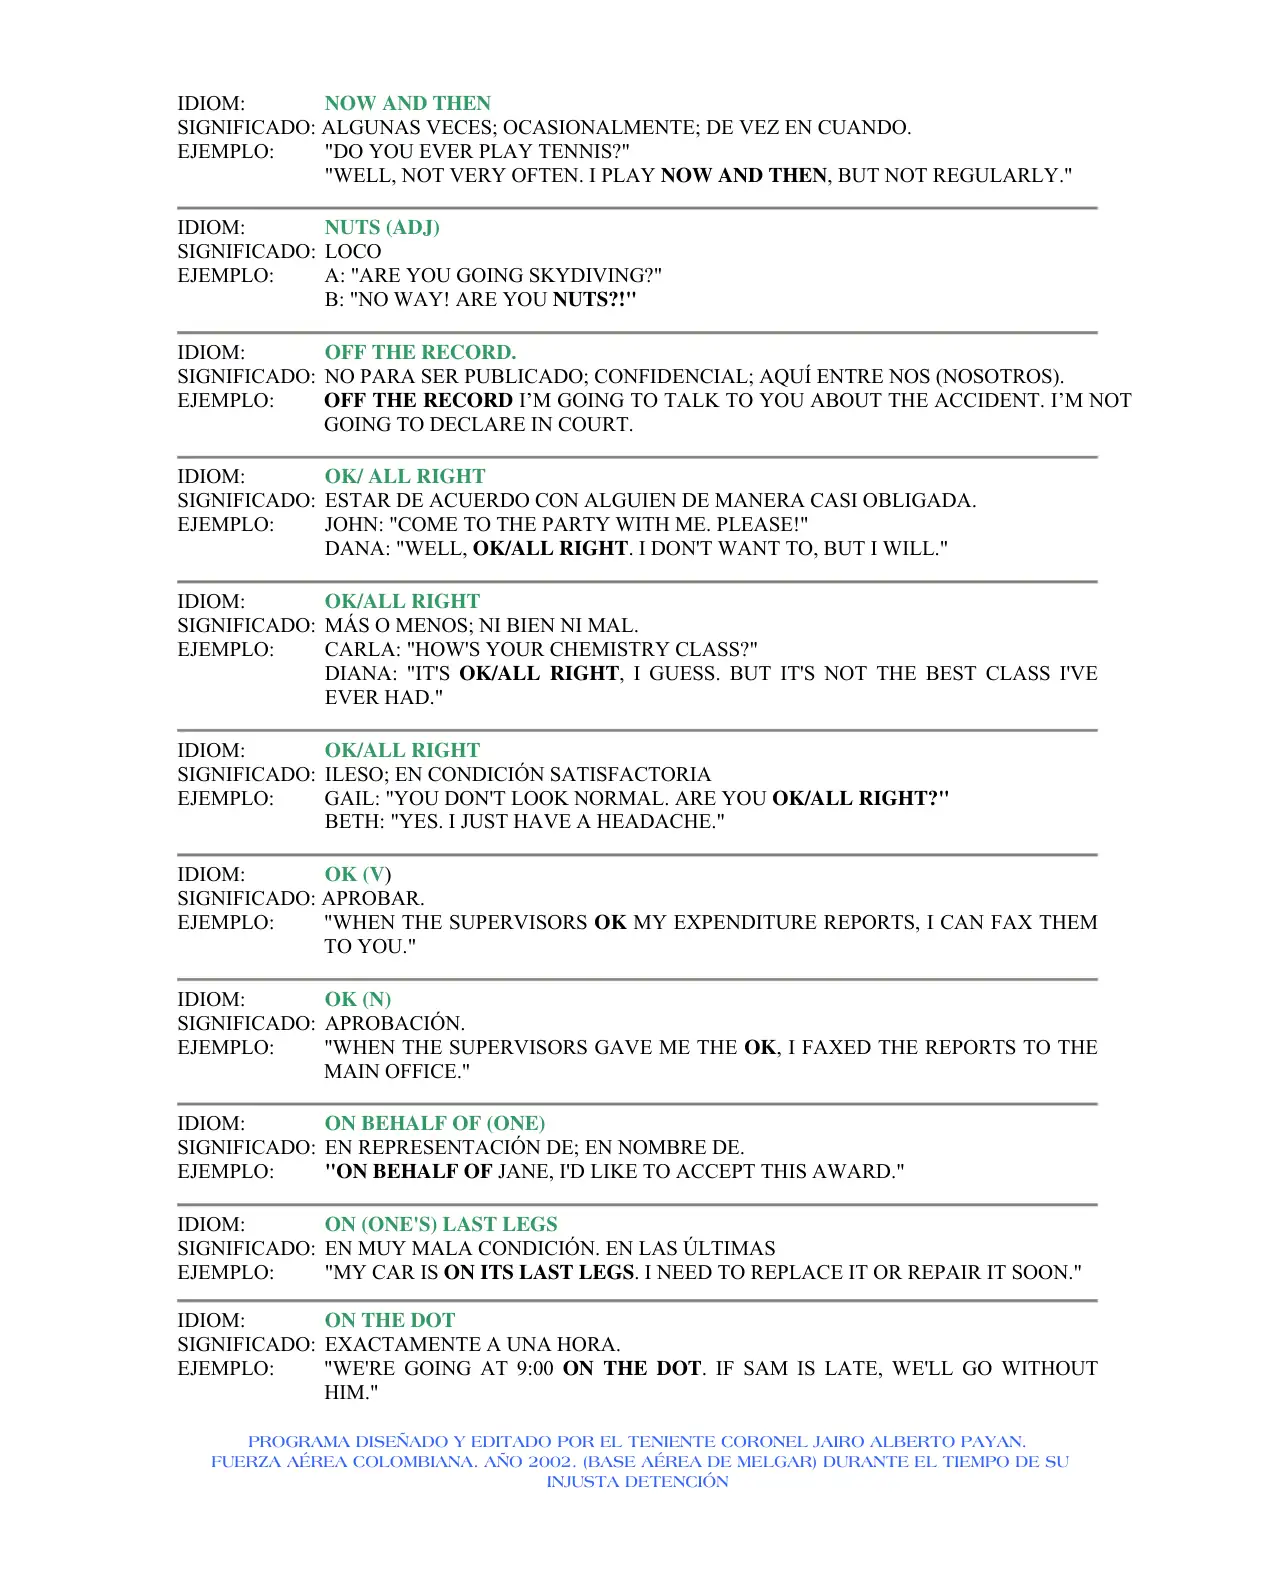 IDIOM: NOW AND THEN
SIGNIFICADO: ALGUNAS VECES; OCASIONALMENTE; DE VEZ EN CUANDO.
EJEMPLO: "DO YOU EVER PLAY TENNIS?"
"WELL, NOT VERY OFTEN. I PLAY NOW AND THEN, BUT NOT REGULARLY."
IDIOM: NUTS (ADJ)
SIGNIFICADO: LOCO
EJEMPLO: A: "ARE YOU GOING SKYDIVING?"
B: "NO WAY! ARE YOU NUTS?!"
IDIOM: OFF THE RECORD.
SIGNIFICADO: NO PARA SER PUBLICADO; CONFIDENCIAL; AQUÍ ENTRE NOS (NOSOTROS).
EJEMPLO: OFF THE RECORD I’M GOING TO TALK TO YOU ABOUT THE ACCIDENT. I’M NOT
GOING TO DECLARE IN COURT.
IDIOM: OK/ ALL RIGHT
SIGNIFICADO: ESTAR DE ACUERDO CON ALGUIEN DE MANERA CASI OBLIGADA.
EJEMPLO: JOHN: "COME TO THE PARTY WITH ME. PLEASE!"
DANA: "WELL, OK/ALL RIGHT. I DON'T WANT TO, BUT I WILL."
IDIOM: OK/ALL RIGHT
SIGNIFICADO: MÁS O MENOS; NI BIEN NI MAL.
EJEMPLO: CARLA: "HOW'S YOUR CHEMISTRY CLASS?"
DIANA: "IT'S OK/ALL RIGHT, I GUESS. BUT IT'S NOT THE BEST CLASS I'VE
EVER HAD."
IDIOM: OK/ALL RIGHT
SIGNIFICADO: ILESO; EN CONDICIÓN SATISFACTORIA
EJEMPLO: GAIL: "YOU DON'T LOOK NORMAL. ARE YOU OK/ALL RIGHT?"
BETH: "YES. I JUST HAVE A HEADACHE."
IDIOM: OK (V)
SIGNIFICADO: APROBAR.
EJEMPLO: "WHEN THE SUPERVISORS OK MY EXPENDITURE REPORTS, I CAN FAX THEM
TO YOU."
IDIOM: OK (N)
SIGNIFICADO: APROBACIÓN.
EJEMPLO: "WHEN THE SUPERVISORS GAVE ME THE OK, I FAXED THE REPORTS TO THE
MAIN OFFICE."
IDIOM: ON BEHALF OF (ONE)
SIGNIFICADO: EN REPRESENTACIÓN DE; EN NOMBRE DE.
EJEMPLO: "ON BEHALF OF JANE, I'D LIKE TO ACCEPT THIS AWARD."
IDIOM: ON (ONE'S) LAST LEGS
SIGNIFICADO: EN MUY MALA CONDICIÓN. EN LAS ÚLTIMAS
EJEMPLO: "MY CAR IS ON ITS LAST LEGS. I NEED TO REPLACE IT OR REPAIR IT SOON."
IDIOM: ON THE DOT
SIGNIFICADO: EXACTAMENTE A UNA HORA.
EJEMPLO: "WE'RE GOING AT 9:00 ON THE DOT. IF SAM IS LATE, WE'LL GO WITHOUT
HIM."
PROGRAMA DISEÑADO Y EDITADO POR EL TENIENTE CORONEL JAIRO ALBERTO PAYAN.
FUERZA AÉREA COLOMBIANA. AÑO 2002. (BASE AÉREA DE MELGAR) DURANTE EL TIEMPO DE SU
INJUSTA DETENCIÓN